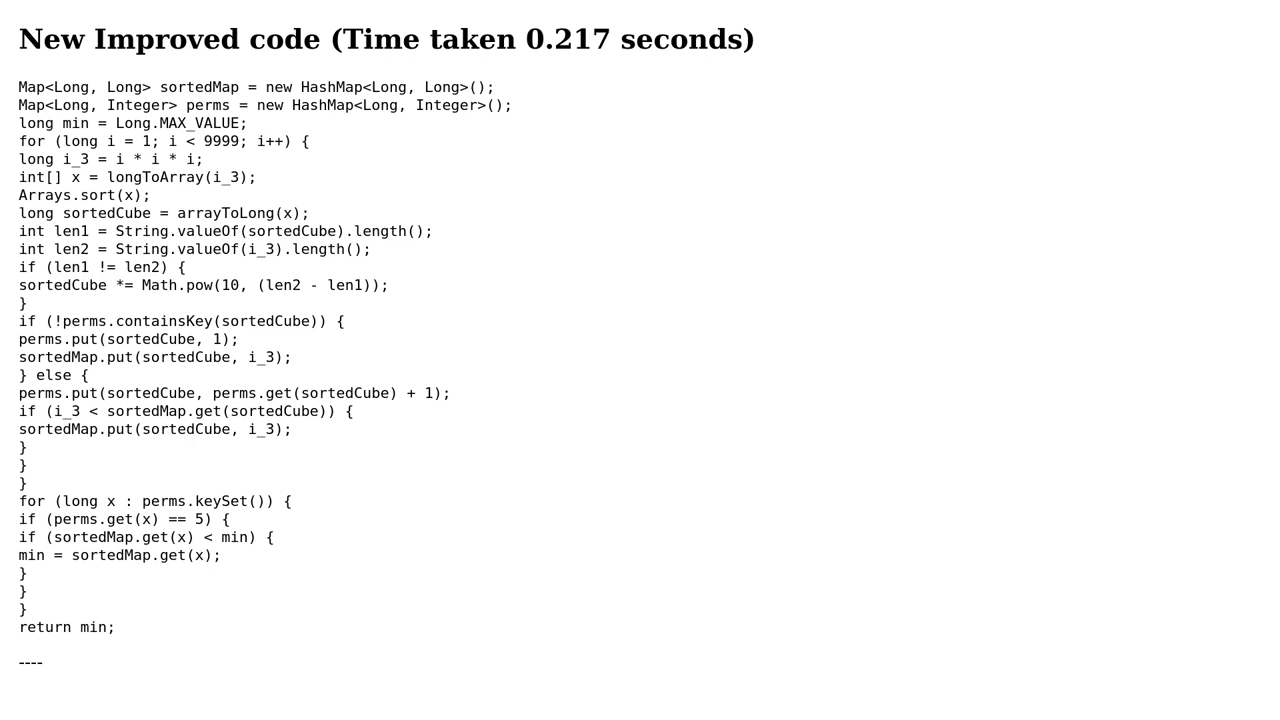 New Improved code (Time taken 0.217 seconds)
Map<Long, Long> sortedMap = new HashMap<Long, Long>();
Map<Long, Integer> perms = new HashMap<Long, Integer>();
long min = Long.MAX_VALUE;
for (long i = 1; i < 9999; i++) {
long i_3 = i * i * i;
int[] x = longToArray(i_3);
Arrays.sort(x);
long sortedCube = arrayToLong(x);
int len1 = String.valueOf(sortedCube).length();
int len2 = String.valueOf(i_3).length();
if (len1 != len2) {
sortedCube *= Math.pow(10, (len2 - len1));
}
if (!perms.containsKey(sortedCube)) {
perms.put(sortedCube, 1);
sortedMap.put(sortedCube, i_3);
} else {
perms.put(sortedCube, perms.get(sortedCube) + 1);
if (i_3 < sortedMap.get(sortedCube)) {
sortedMap.put(sortedCube, i_3);
}
}
}
for (long x : perms.keySet()) {
if (perms.get(x) == 5) {
if (sortedMap.get(x) < min) {
min = sortedMap.get(x);
}
}
}
return min;
----